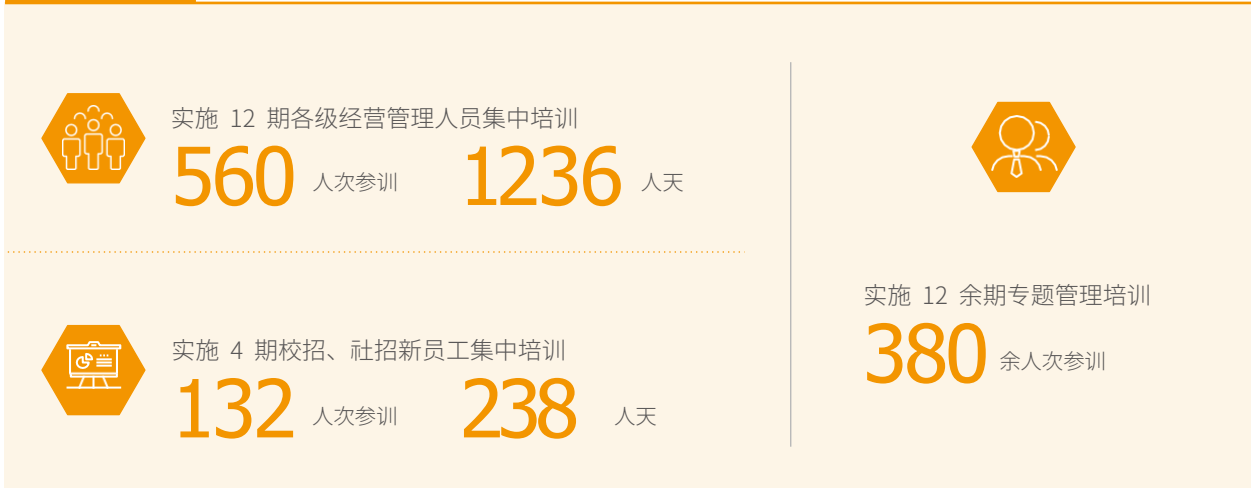 实施 12 期各级经营管理人员集中培训
560 人次参训 1236 人天
实施 4 期校招、社招新员工集中培训
132 人次参训 238 人天
实施 12 余期专题管理培训
380 余人次参训